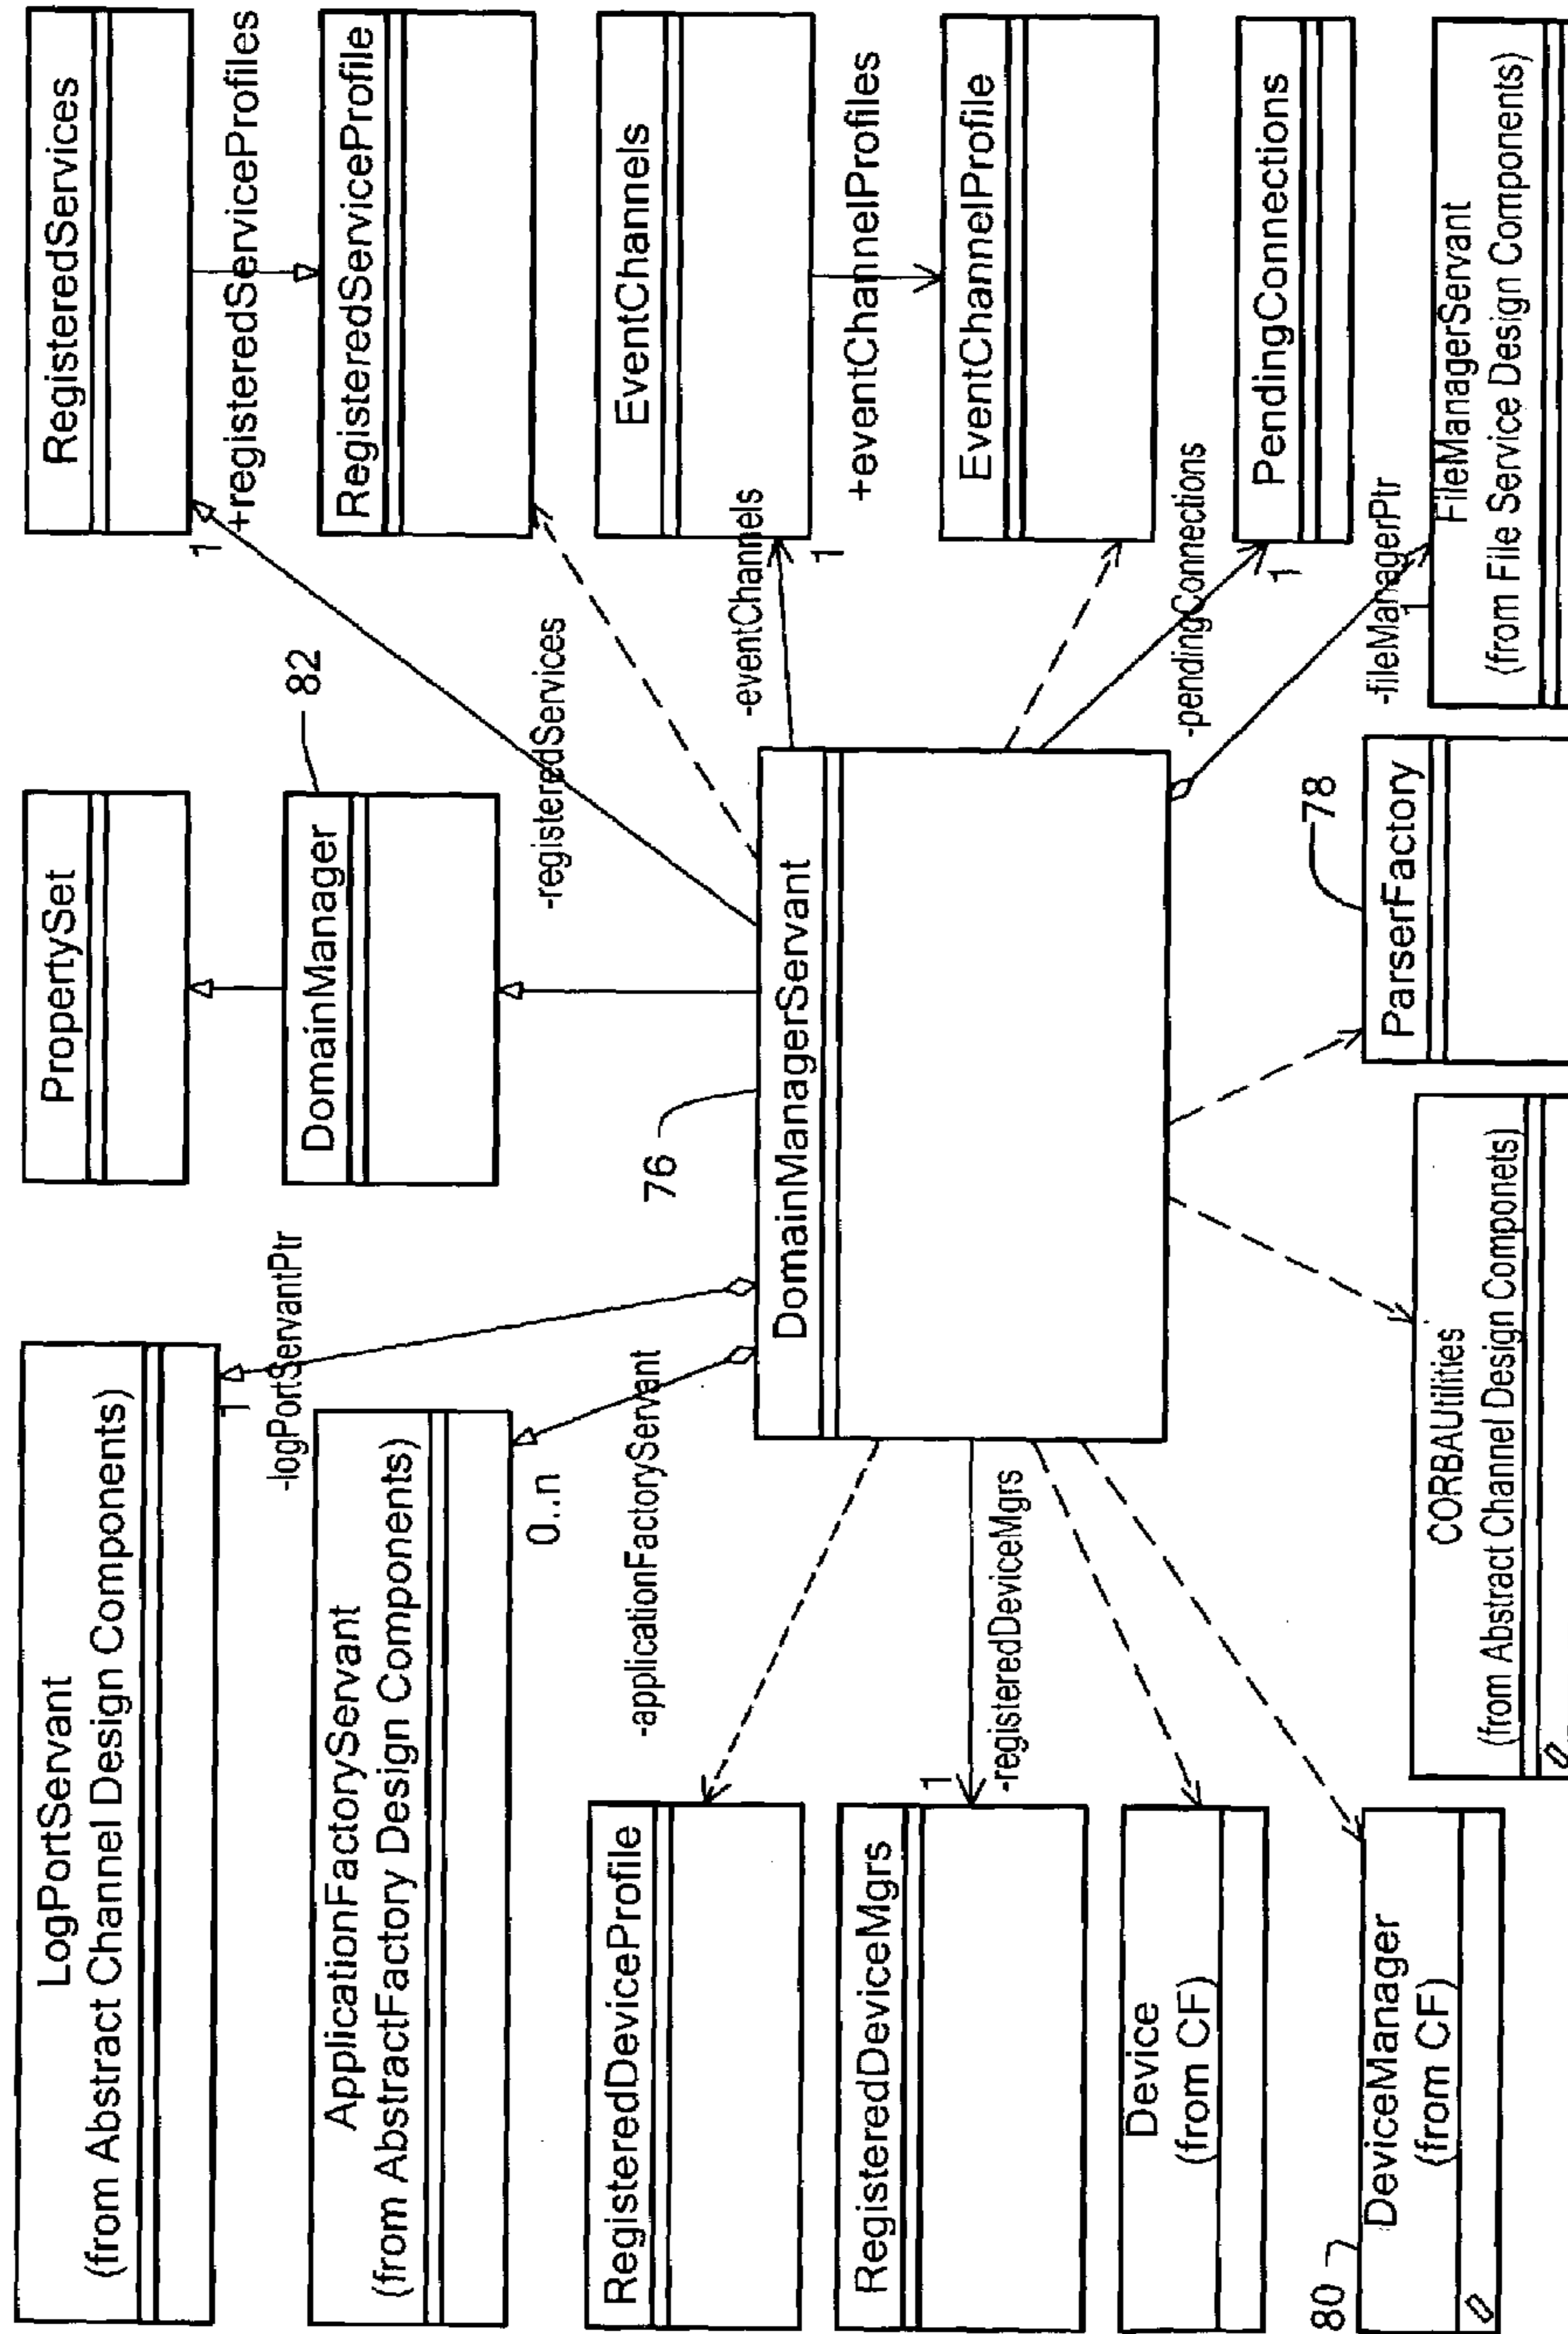 LogPortServant
(from Abstract Channel Design Components)
1
-logPortServantPtr
ApplicationFactoryServant
(from AbstractFactory Design Components)
0..n
-applicationFactoryServant
PropertySet
DomainManager
82
RegisteredServices
1
+registeredServiceProfiles
RegisteredServiceProfile
-registeredServices
EventChannels
-eventChannels
1
+eventChannelProfiles
EventChannelProfile
76
DomainManagerServant
RegisteredDeviceProfile
RegisteredDeviceMgrs
1
-registeredDeviceMgrs
Device
(from CF)
80
DeviceManager
(from CF)
CORBAUtilities
(from Abstract Channel Design Componets)
78
ParserFactory
-pendingConnections
1
PendingConnections
-fileManagerPtr
1
FileManagerServant
(from File Service Design Components)